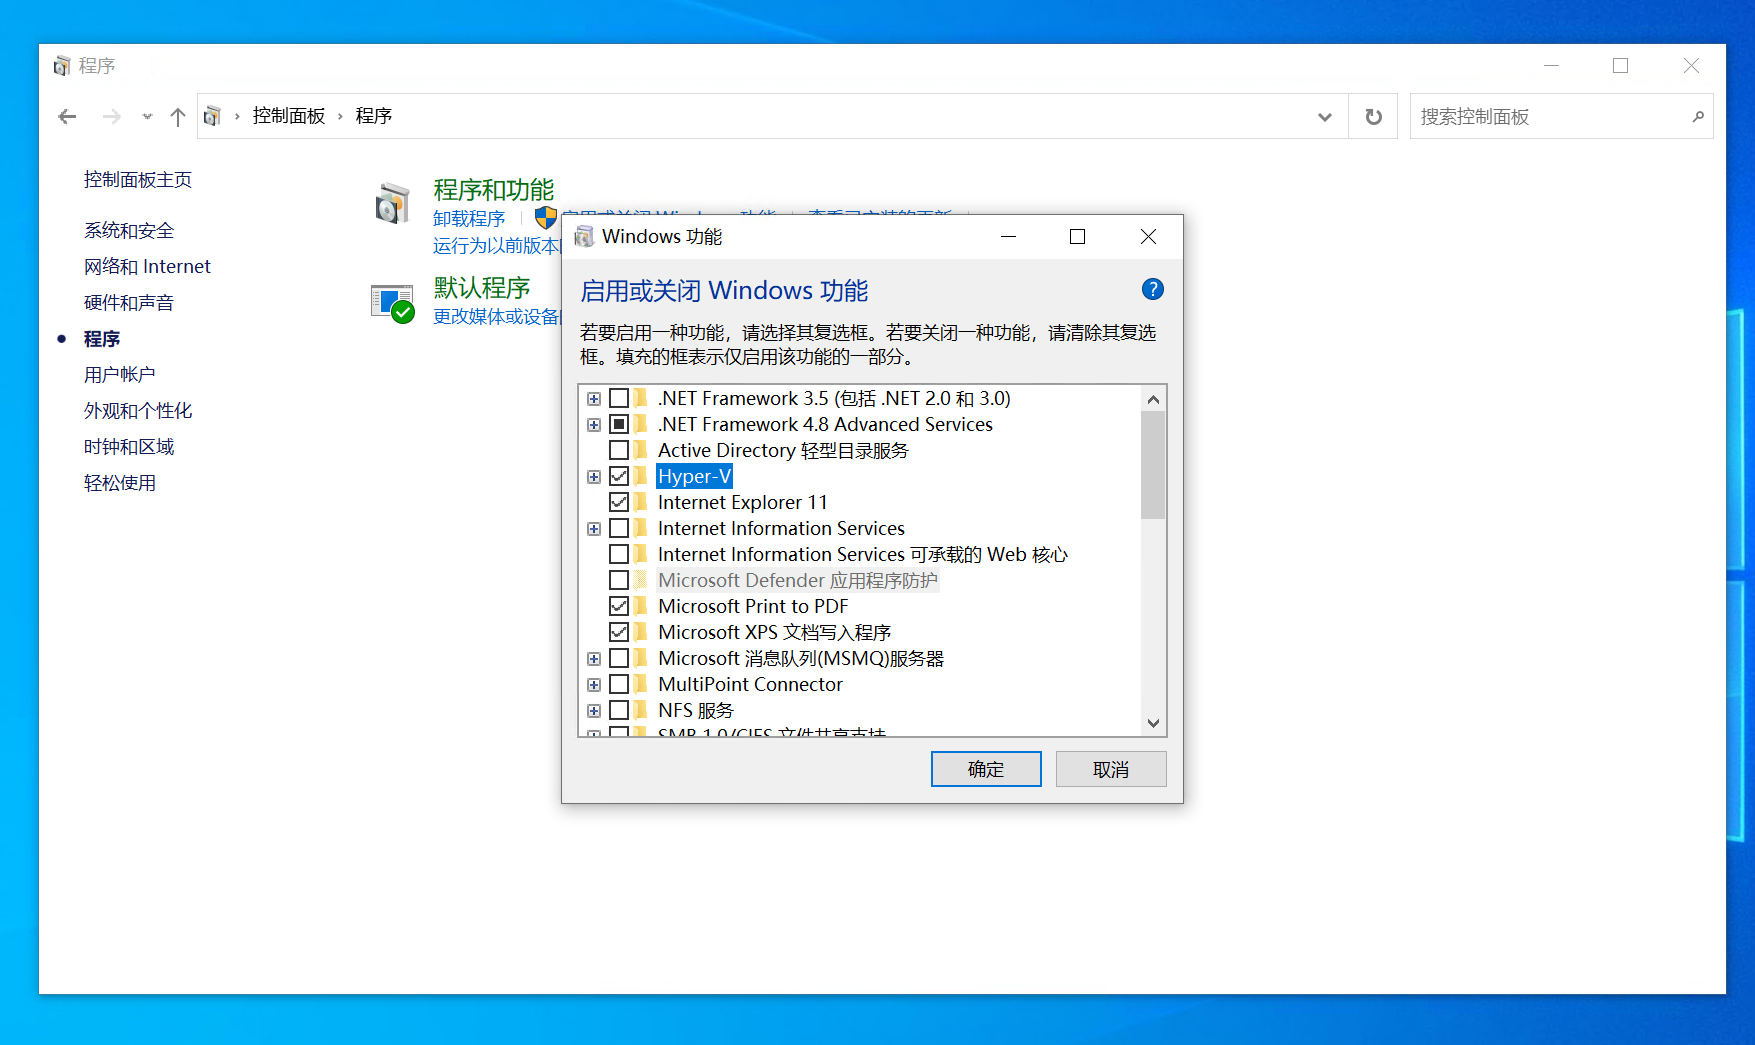 程序
控制面板 › 程序
搜索控制面板
控制面板主页
系统和安全
网络和 Internet
硬件和声音
程序
用户帐户
外观和个性化
时钟和区域
轻松使用
程序和功能
卸载程序
运行为以前版本
默认程序
更改媒体或设备
Windows 功能
启用或关闭 Windows 功能
若要启用一种功能，请选择其复选框。若要关闭一种功能，请清除其复选
框。填充的框表示仅启用该功能的一部分。
.NET Framework 3.5 (包括 .NET 2.0 和 3.0)
.NET Framework 4.8 Advanced Services
Active Directory 轻型目录服务
Hyper-V
Internet Explorer 11
Internet Information Services
Internet Information Services 可承载的 Web 核心
Microsoft Defender 应用程序防护
Microsoft Print to PDF
Microsoft XPS 文档写入程序
Microsoft 消息队列(MSMQ)服务器
MultiPoint Connector
NFS 服务
SMB 1.0/CIFS 文件共享支持
确定
取消